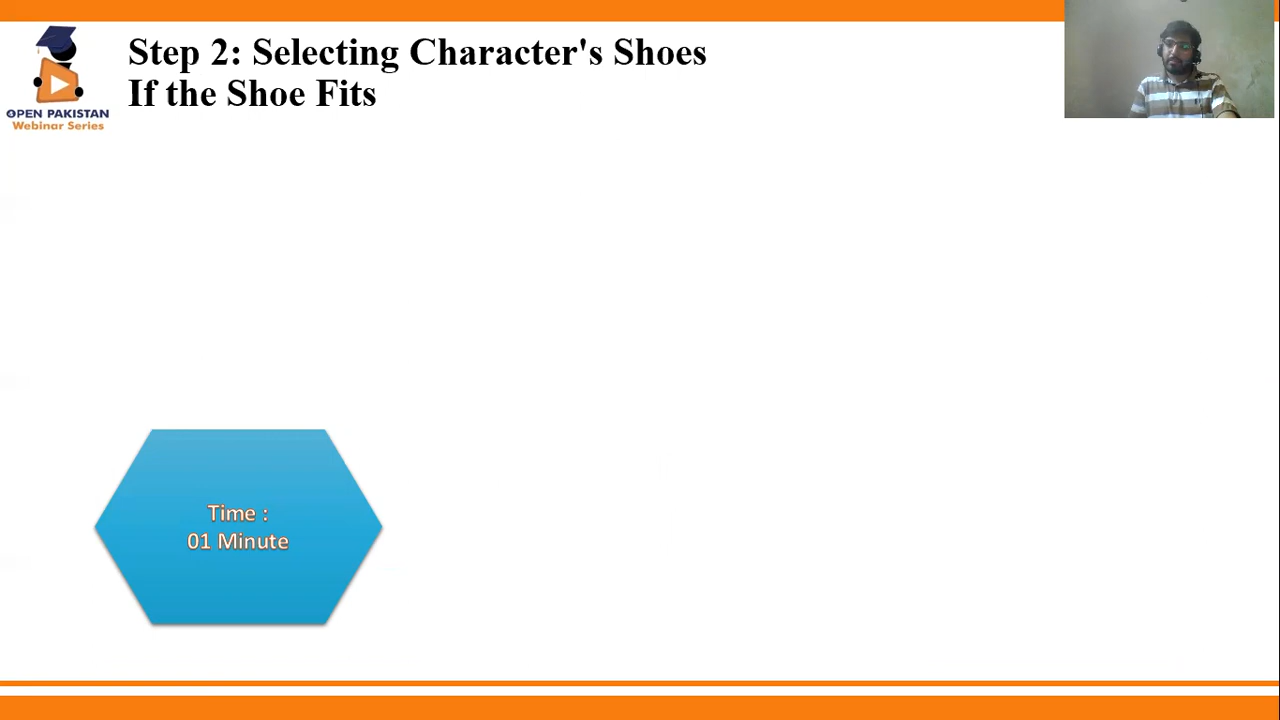 Step 2: Selecting Character's Shoes
If the Shoe Fits
OPEN PAKISTAN
Webinar Series
Time :
01 Minute